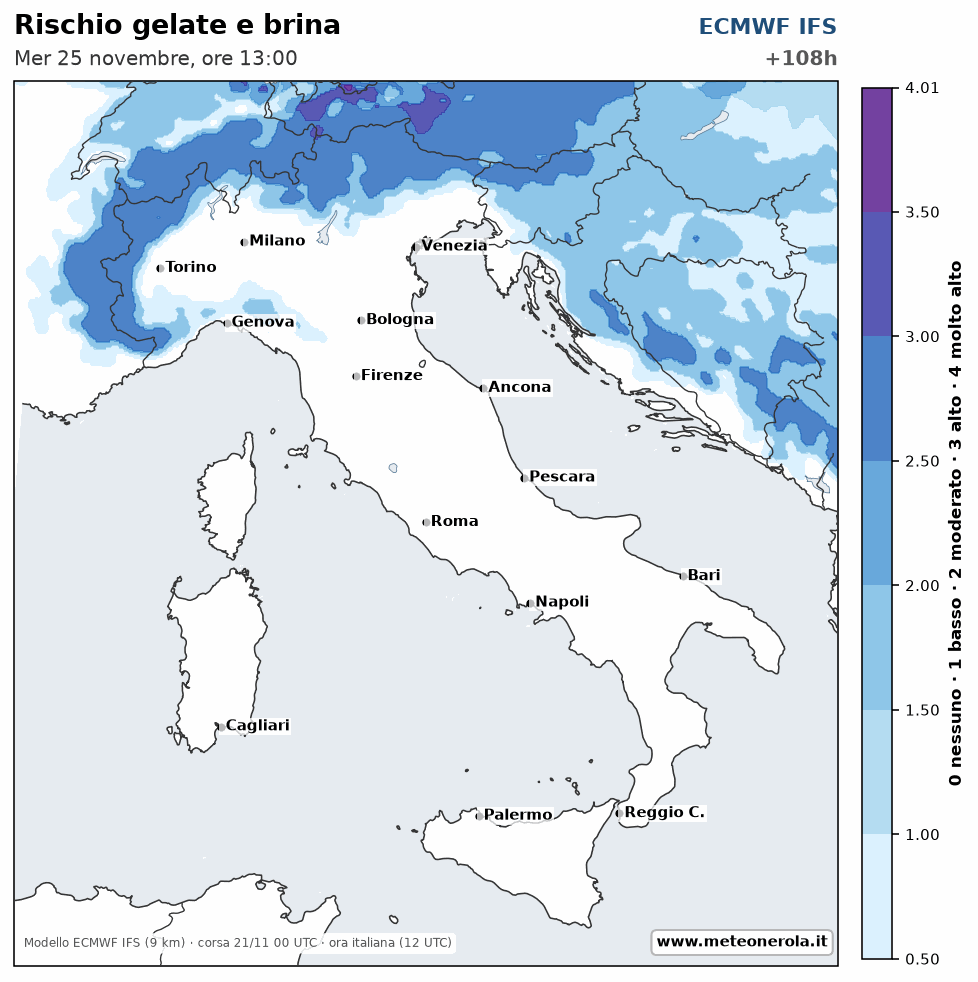 Rischio gelate e brina
ECMWF IFS
Mer 25 novembre, ore 13:00
+108h
4.01
3.50
3.00
2.50
2.00
1.50
1.00
0.50
0 nessuno · 1 basso · 2 moderato · 3 alto · 4 molto alto
Milano
Venezia
Torino
Genova
Bologna
Firenze
Ancona
Pescara
Roma
Bari
Napoli
Cagliari
Palermo
Reggio C.
Modello ECMWF IFS (9 km) · corsa 21/11 00 UTC · ora italiana (12 UTC)
www.meteonerola.it